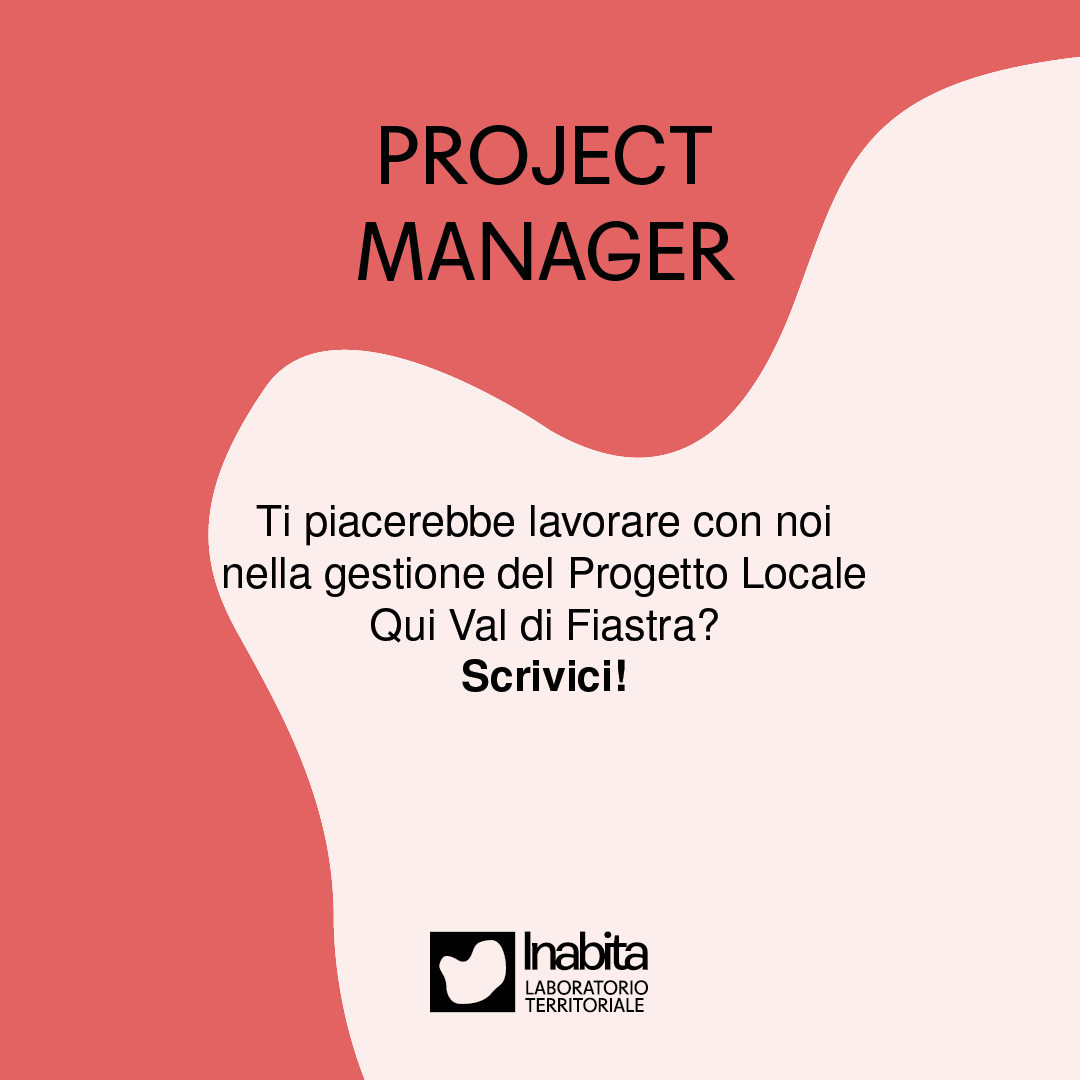 PROJECT
MANAGER
Ti piacerebbe lavorare con noi
nella gestione del Progetto Locale
Qui Val di Fiastra?
Scrivici!
Inabita
LABORATORIO
TERRITORIALE